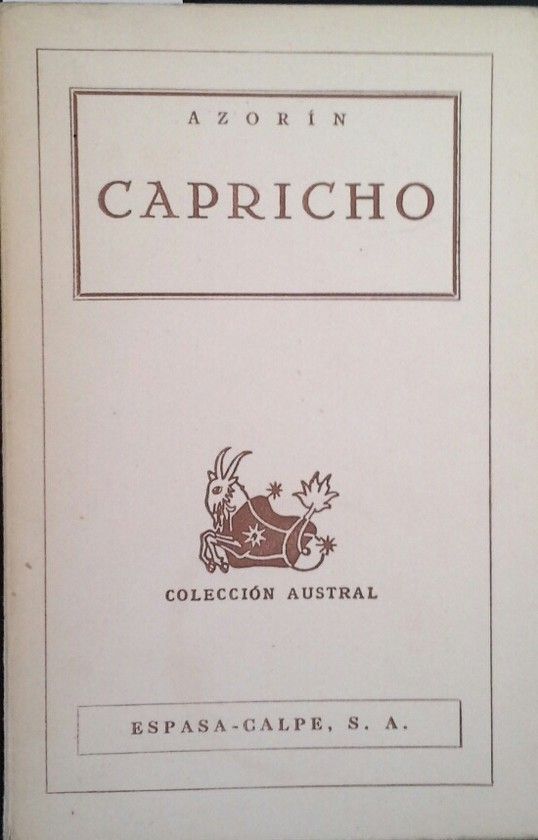 AZORÍN
CAPRICHO
COLECCIÓN AUSTRAL
ESPASA-CALPE, S. A.